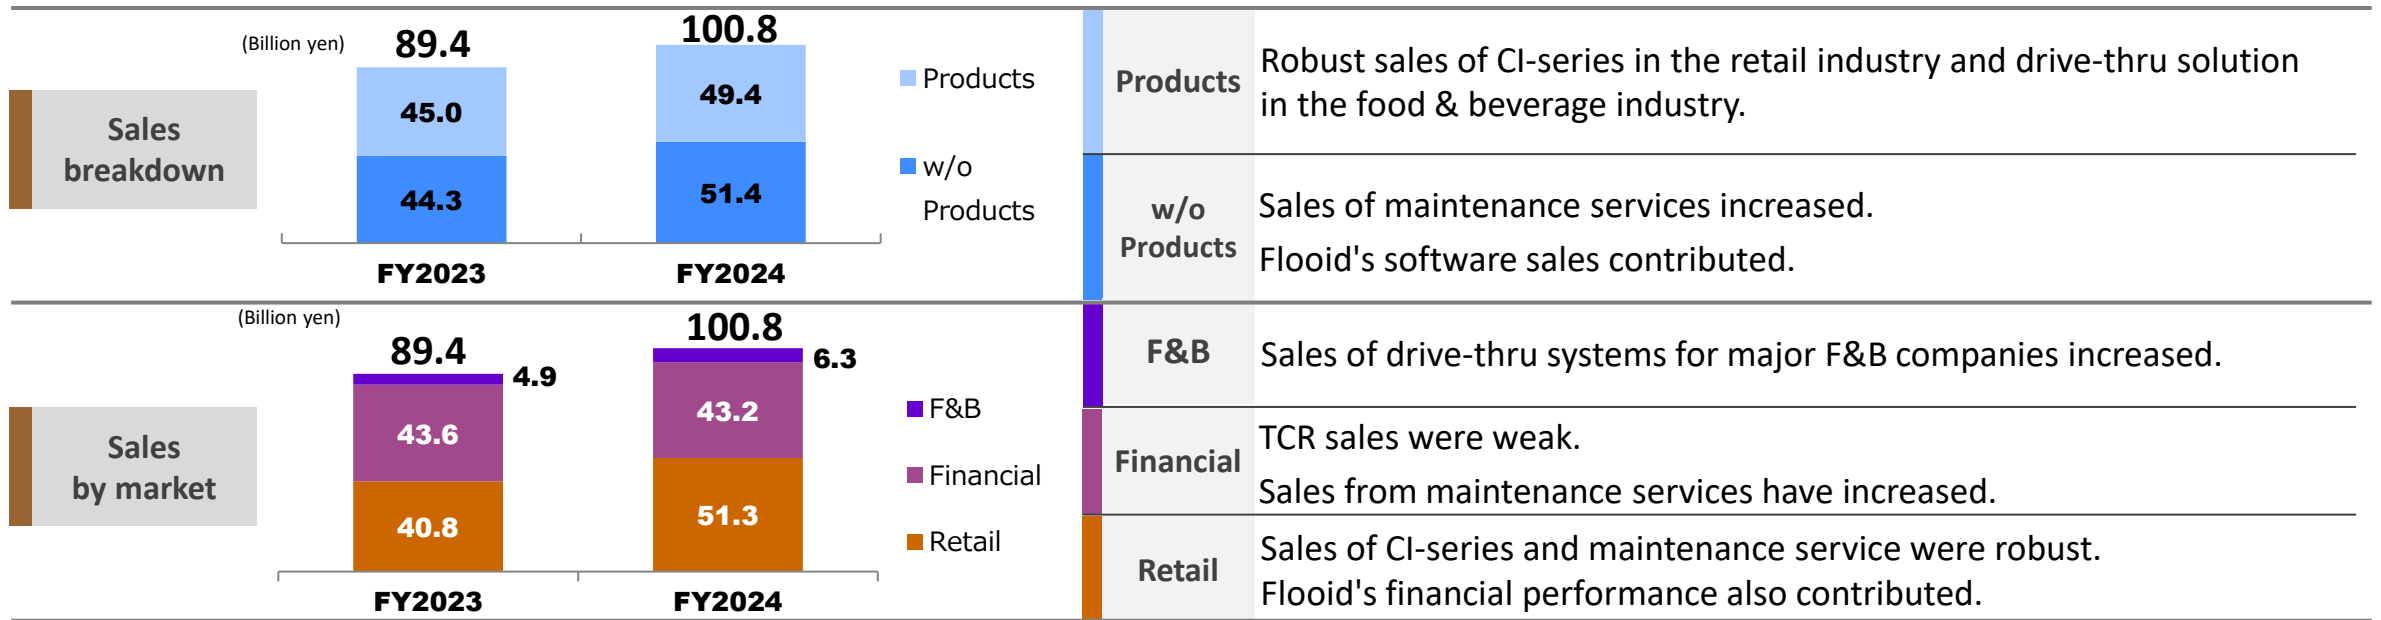 Sales
breakdown
(Billion yen)
89.4
100.8
45.0
49.4
44.3
51.4
FY2023
FY2024
Products
w/o
Products
Products
Robust sales of CI-series in the retail industry and drive-thru solution
in the food & beverage industry.
w/o
Products
Sales of maintenance services increased.
Flooid's software sales contributed.
Sales
by market
(Billion yen)
89.4
100.8
4.9
6.3
43.6
43.2
40.8
51.3
FY2023
FY2024
F&B
Financial
Retail
F&B
Sales of drive-thru systems for major F&B companies increased.
Financial
TCR sales were weak.
Sales from maintenance services have increased.
Retail
Sales of CI-series and maintenance service were robust.
Flooid's financial performance also contributed.